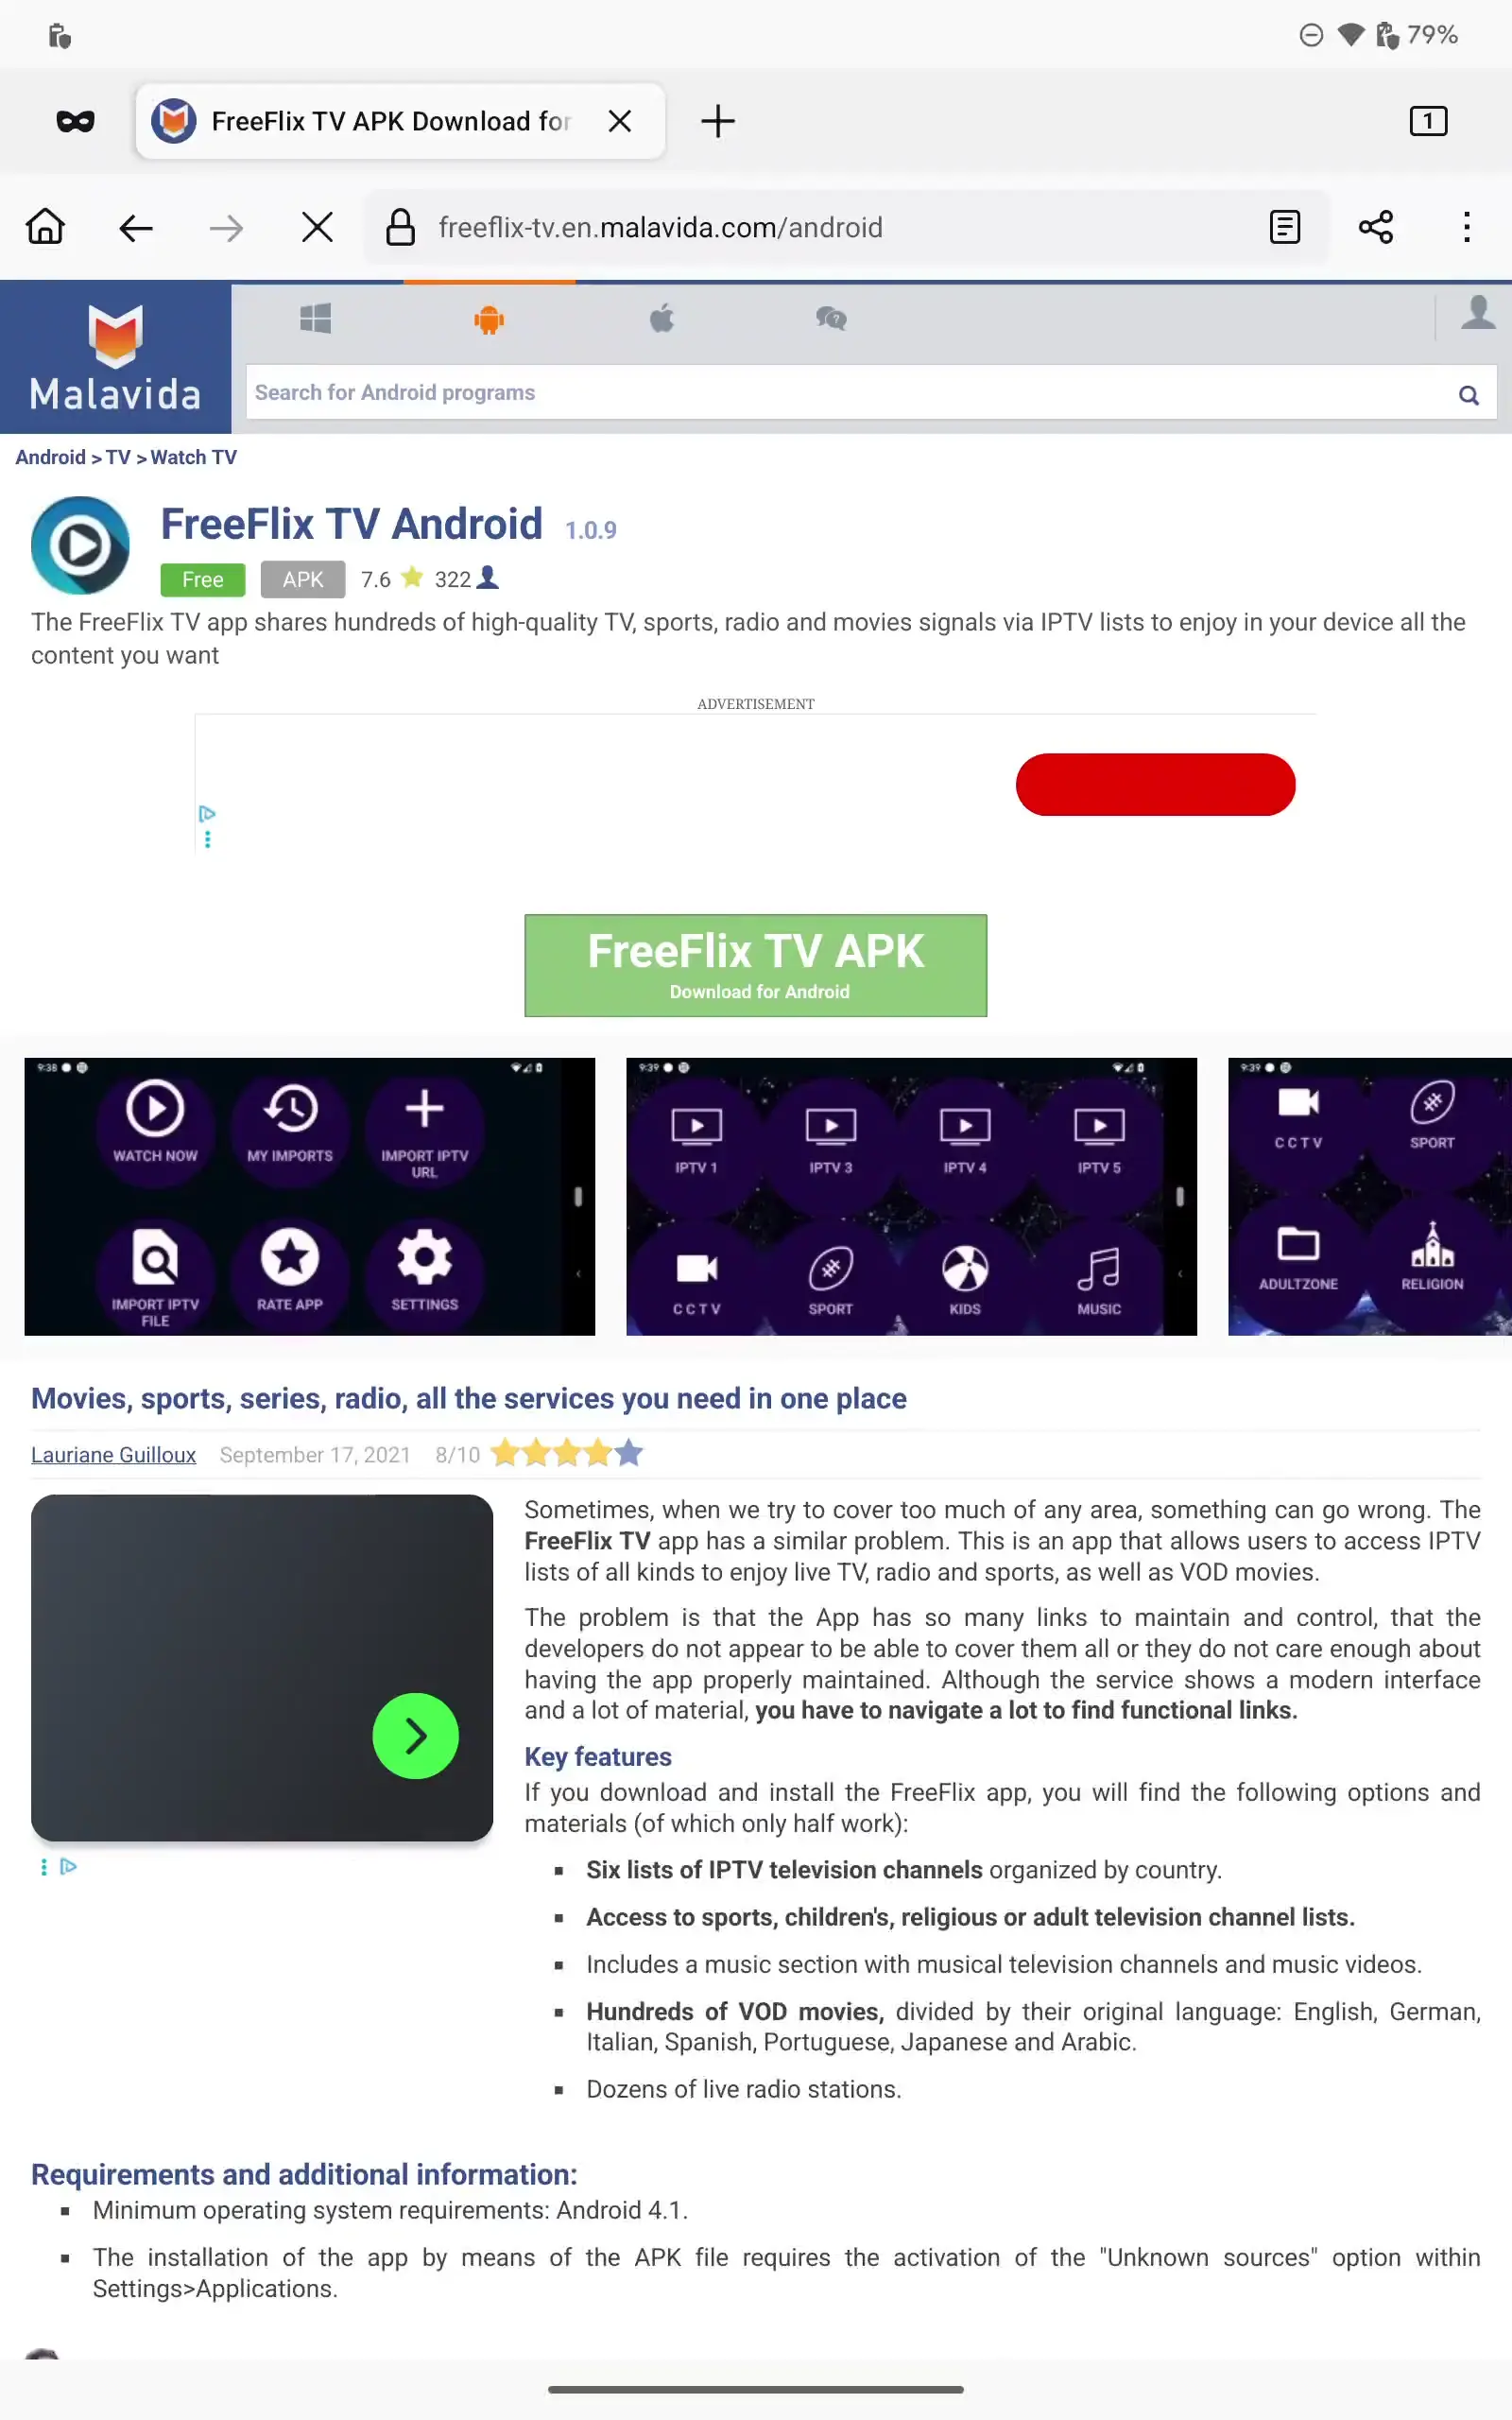 79%
FreeFlix TV APK Download for
1
freeflix-tv.en.malavida.com/android
Malavida
Search for Android programs
Android > TV > Watch TV
FreeFlix TV Android 1.0.9
Free APK 7.6 322
The FreeFlix TV app shares hundreds of high-quality TV, sports, radio and movies signals via IPTV lists to enjoy in your device all the
content you want
ADVERTISEMENT
FreeFlix TV APK
Download for Android
9:38
WATCH NOW MY IMPORTS IMPORT IPTV
URL
IMPORT IPTV RATE APP SETTINGS
FILE
9:39
IPTV 1 IPTV 3 IPTV 4 IPTV 5
CCTV SPORT KIDS MUSIC
9:39
CCTV SPORT
ADULTZONE RELIGION
Movies, sports, series, radio, all the services you need in one place
Lauriane Guilloux September 17, 2021 8/10
Sometimes, when we try to cover too much of any area, something can go wrong. The
FreeFlix TV app has a similar problem. This is an app that allows users to access IPTV
lists of all kinds to enjoy live TV, radio and sports, as well as VOD movies.
The problem is that the App has so many links to maintain and control, that the
developers do not appear to be able to cover them all or they do not care enough about
having the app properly maintained. Although the service shows a modern interface
and a lot of material, you have to navigate a lot to find functional links.
Key features
If you download and install the FreeFlix app, you will find the following options and
materials (of which only half work):
▪ Six lists of IPTV television channels organized by country.
▪ Access to sports, children's, religious or adult television channel lists.
▪ Includes a music section with musical television channels and music videos.
▪ Hundreds of VOD movies, divided by their original language: English, German,
Italian, Spanish, Portuguese, Japanese and Arabic.
▪ Dozens of live radio stations.
Requirements and additional information:
▪ Minimum operating system requirements: Android 4.1.
▪ The installation of the app by means of the APK file requires the activation of the "Unknown sources" option within
Settings>Applications.